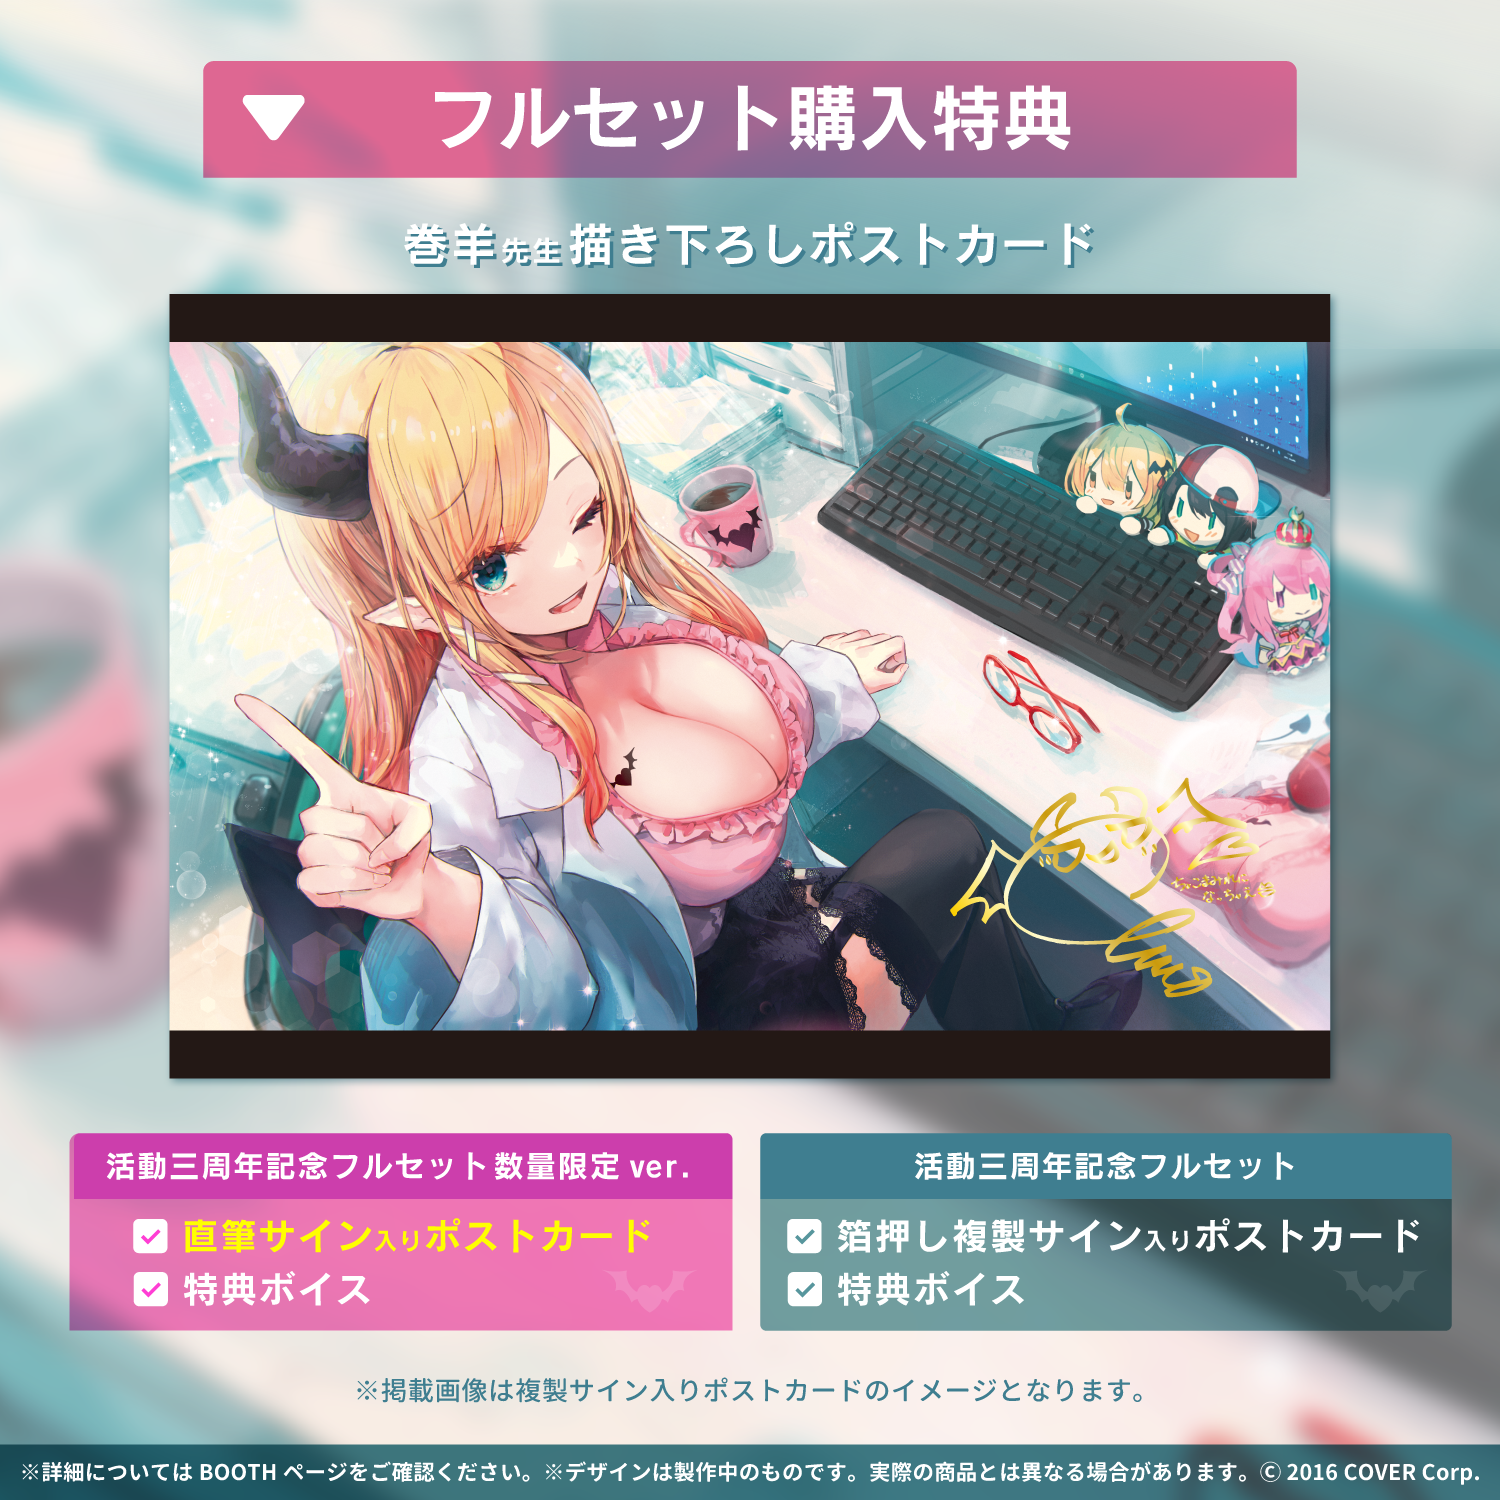 フルセット購入特典
巻羊先生描き下ろしポストカード
活動三周年記念フルセット数量限定 ver.
直筆サイン入りポストカード
特典ボイス
活動三周年記念フルセット
箔押し複製サイン入りポストカード
特典ボイス
※掲載画像は複製サイン入りポストカードのイメージとなります。
※詳細については BOOTH ページをご確認ください。※デザインは製作中のものです。実際の商品とは異なる場合があります。© 2016 COVER Corp.